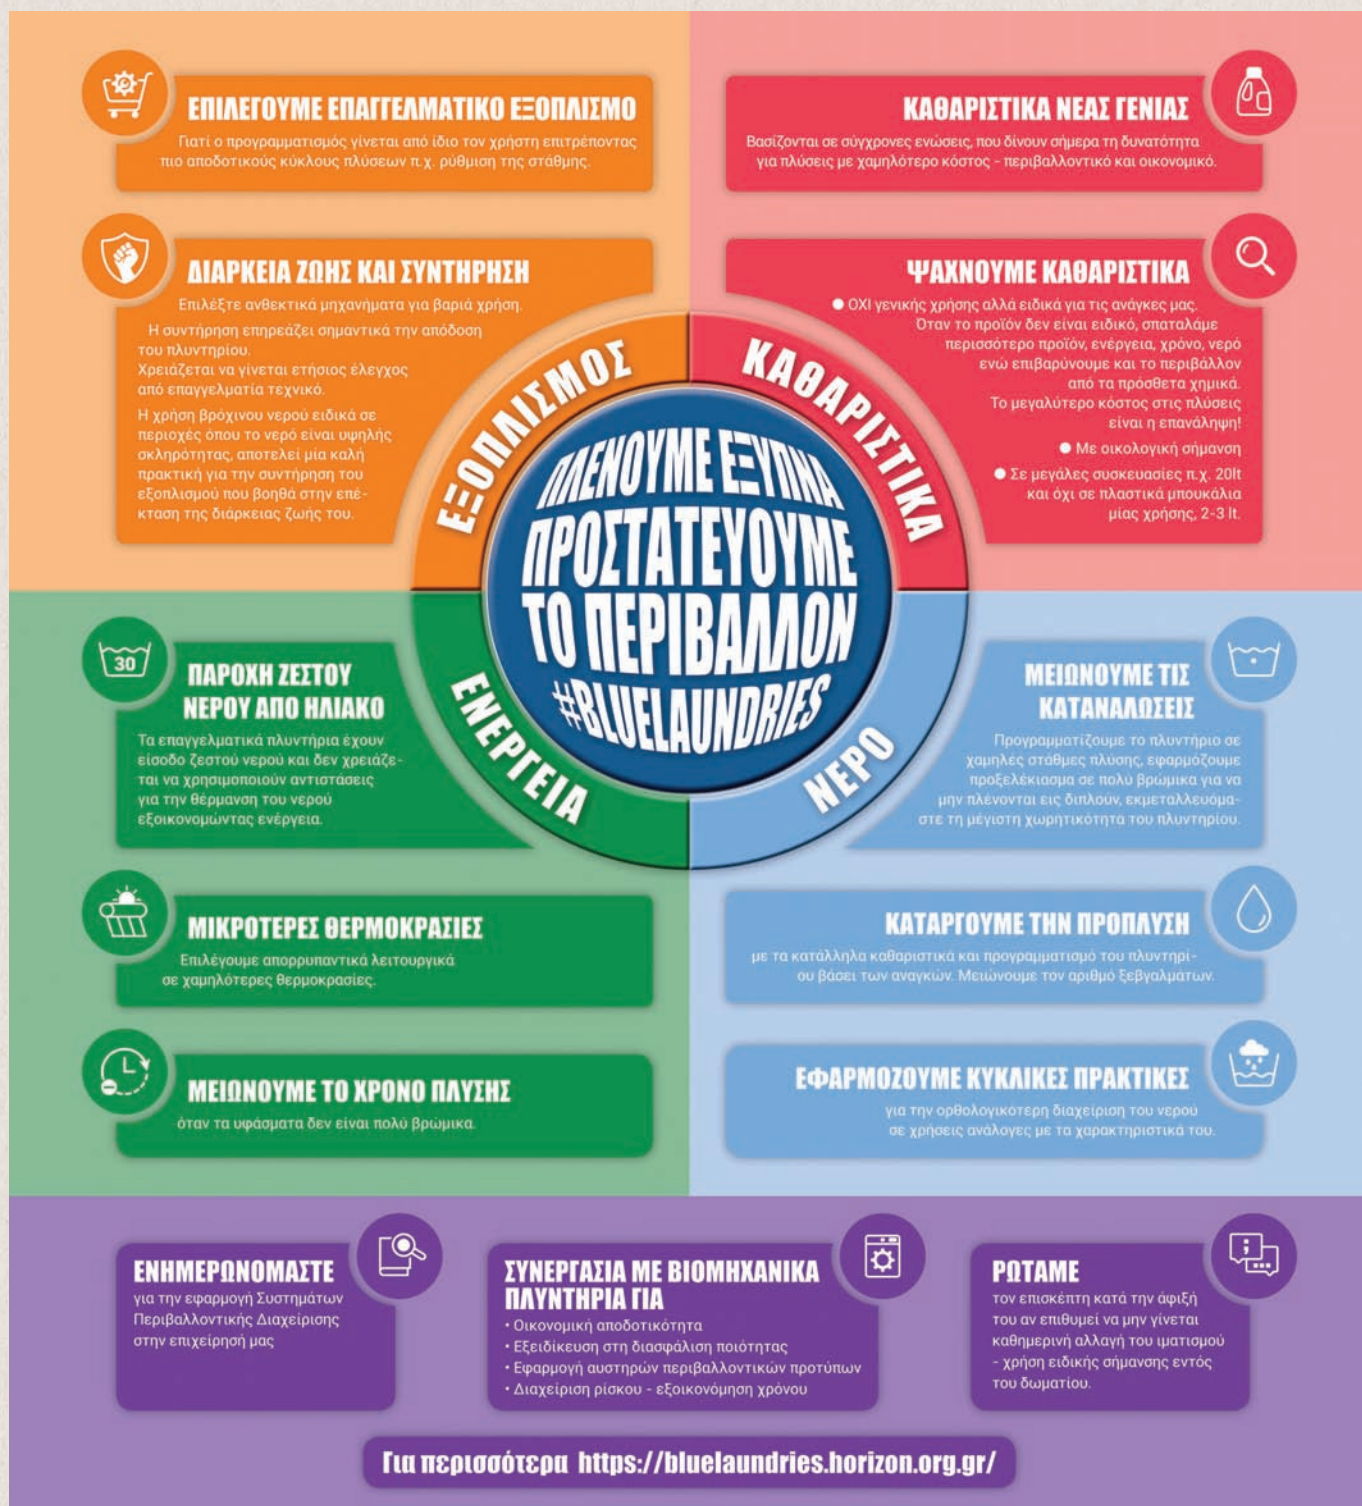 ΕΠΙΛΕΓΟΥΜΕ ΕΠΑΓΓΕΛΜΑΤΙΚΟ ΕΞΟΠΛΙΣΜΟ
Γιατί ο προγραμματισμός γίνεται από ίδιο τον χρήστη επιτρέποντας
πιο αποδοτικούς κύκλους πλύσεων π.χ. ρύθμιση της στάθμης.
ΔΙΑΡΚΕΙΑ ΖΩΗΣ ΚΑΙ ΣΥΝΤΗΡΗΣΗ
Επιλέξτε ανθεκτικά μηχανήματα για βαριά χρήση.
Η συντήρηση επηρεάζει σημαντικά την απόδοση
του πλυντηρίου.
Χρειάζεται να γίνεται ετήσιος έλεγχος
από επαγγελματία τεχνικό.
Η χρήση βρόχινου νερού ειδικά σε
περιοχές όπου το νερό είναι υψηλής
σκληρότητας, αποτελεί μία καλή
πρακτική για την συντήρηση του
εξοπλισμού που βοηθά στην επέ-
κταση της διάρκειας ζωής του.
ΚΑΘΑΡΙΣΤΙΚΑ ΝΕΑΣ ΓΕΝΙΑΣ
Βασίζονται σε σύγχρονες ενώσεις, που δίνουν σήμερα τη δυνατότητα
για πλύσεις με χαμηλότερο κόστος - περιβαλλοντικό και οικονομικό.
ΨΑΧΝΟΥΜΕ ΚΑΘΑΡΙΣΤΙΚΑ
● ΟΧΙ γενικής χρήσης αλλά ειδικά για τις ανάγκες μας.
Όταν το προϊόν δεν είναι ειδικό, σπαταλάμε
περισσότερο προϊόν, ενέργεια, χρόνο, νερό
ενώ επιβαρύνουμε και το περιβάλλον
από τα πρόσθετα χημικά.
Το μεγαλύτερο κόστος στις πλύσεις
είναι η επανάληψη!
● Με οικολογική σήμανση
● Σε μεγάλες συσκευασίες π.χ. 20lt
και όχι σε πλαστικά μπουκάλια
μίας χρήσης, 2-3 lt.
ΕΞΟΠΛΙΣΜΟΣ
ΚΑΘΑΡΙΣΤΙΚΑ
ΠΛΕΝΟΥΜΕ ΕΞΥΠΝΑ
ΠΡΟΣΤΑΤΕΥΟΥΜΕ
ΤΟ ΠΕΡΙΒΑΛΛΟΝ
#BLUELAUNDRIES
ΕΝΕΡΓΕΙΑ
ΝΕΡΟ
30
ΠΑΡΟΧΗ ΖΕΣΤΟΥ
ΝΕΡΟΥ ΑΠΟ ΗΛΙΑΚΟ
Τα επαγγελματικά πλυντήρια έχουν
είσοδο ζεστού νερού και δεν χρειάζε-
ται να χρησιμοποιούν αντιστάσεις
για την θέρμανση του νερού
εξοικονομώντας ενέργεια.
ΜΙΚΡΟΤΕΡΕΣ ΘΕΡΜΟΚΡΑΣΙΕΣ
Επιλέγουμε απορρυπαντικά λειτουργικά
σε χαμηλότερες θερμοκρασίες.
ΜΕΙΩΝΟΥΜΕ ΤΟ ΧΡΟΝΟ ΠΛΥΣΗΣ
όταν τα υφάσματα δεν είναι πολύ βρώμικα.
ΜΕΙΩΝΟΥΜΕ ΤΙΣ
ΚΑΤΑΝΑΛΩΣΕΙΣ
Προγραμματίζουμε το πλυντήριο σε
χαμηλές στάθμες πλύσης, εφαρμόζουμε
προξελέκιασμα σε πολύ βρώμικα για να
μην πλένονται εις διπλουν, εκμεταλλευόμα-
στε τη μέγιστη χωρητικότητα του πλυντηρίου.
ΚΑΤΑΡΓΟΥΜΕ ΤΗΝ ΠΡΟΠΛΥΣΗ
με τα κατάλληλα καθαριστικά και προγραμματισμό του πλυντηρί-
ου βάσει των αναγκών. Μειώνουμε τον αριθμό ξεβγαλμάτων.
ΕΦΑΡΜΟΖΟΥΜΕ ΚΥΚΛΙΚΕΣ ΠΡΑΚΤΙΚΕΣ
για την ορθολογικότερη διαχείριση του νερού
σε χρήσεις ανάλογες με τα χαρακτηριστικά του.
ΕΝΗΜΕΡΩΝΟΜΑΣΤΕ
για την εφαρμογή Συστημάτων
Περιβαλλοντικής Διαχείρισης
στην επιχείρησή μας
ΣΥΝΕΡΓΑΣΙΑ ΜΕ ΒΙΟΜΗΧΑΝΙΚΑ
ΠΛΥΝΤΗΡΙΑ ΓΙΑ
• Οικονομική αποδοτικότητα
• Εξειδίκευση στη διασφάλιση ποιότητας
• Εφαρμογή αυστηρών περιβαλλοντικών προτύπων
• Διαχείριση ρίσκου - εξοικονόμηση χρόνου
ΡΩΤΑΜΕ
τον επισκέπτη κατά την άφιξή
του αν επιθυμεί να μην γίνεται
καθημερινή αλλαγή του ιματισμού
- χρήση ειδικής σήμανσης εντός
του δωματίου.
Για περισσότερα https://bluelaundries.horizon.org.gr/